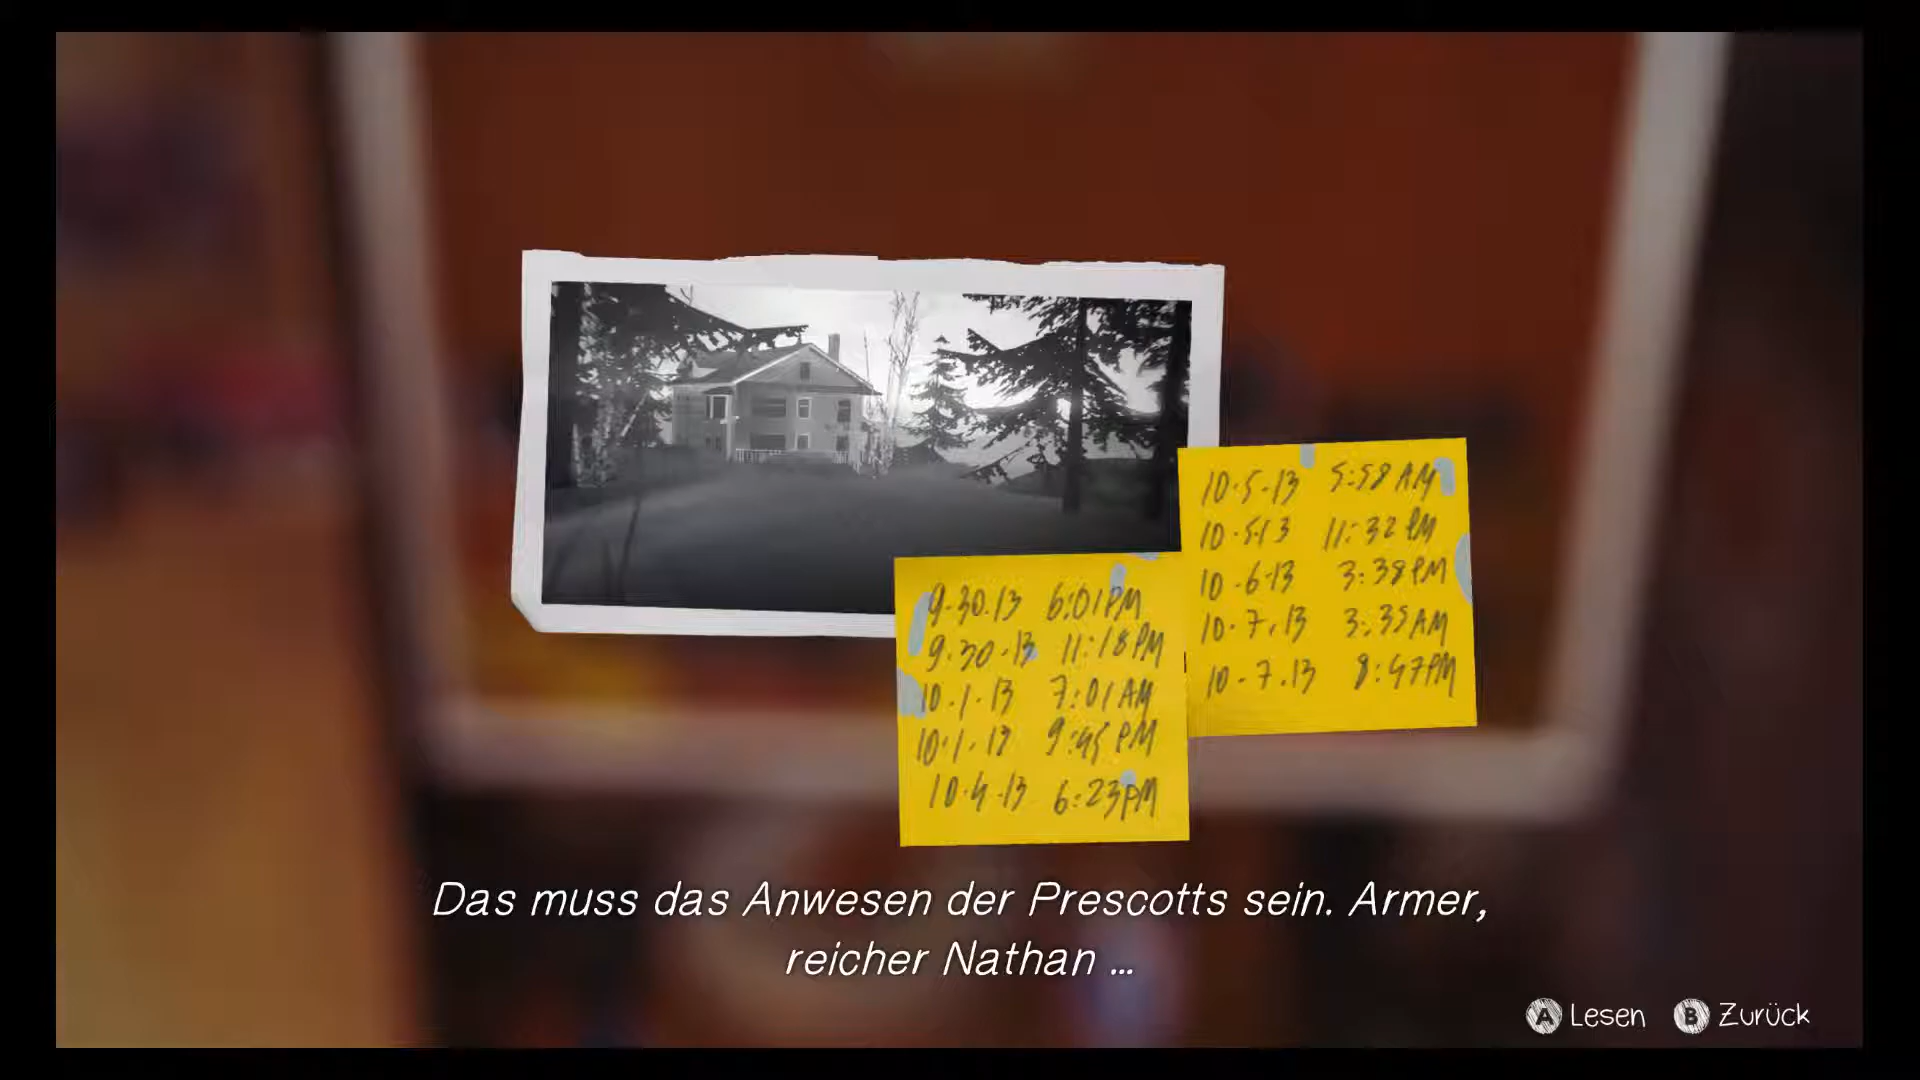 10-5-13 5:58 AM
10-5-13 11:32 PM
10-6-13 3:38 PM
10-7-13 3:35 AM
10-7-13 8:47 PM
9-30-13 6:01 PM
9-30-13 11:18 PM
10-1-13 7:01 AM
10-1-13 9:45 PM
10-4-13 6:23 PM
Das muss das Anwesen der Prescotts sein. Armer,
reicher Nathan ...
A Lesen B Zurück